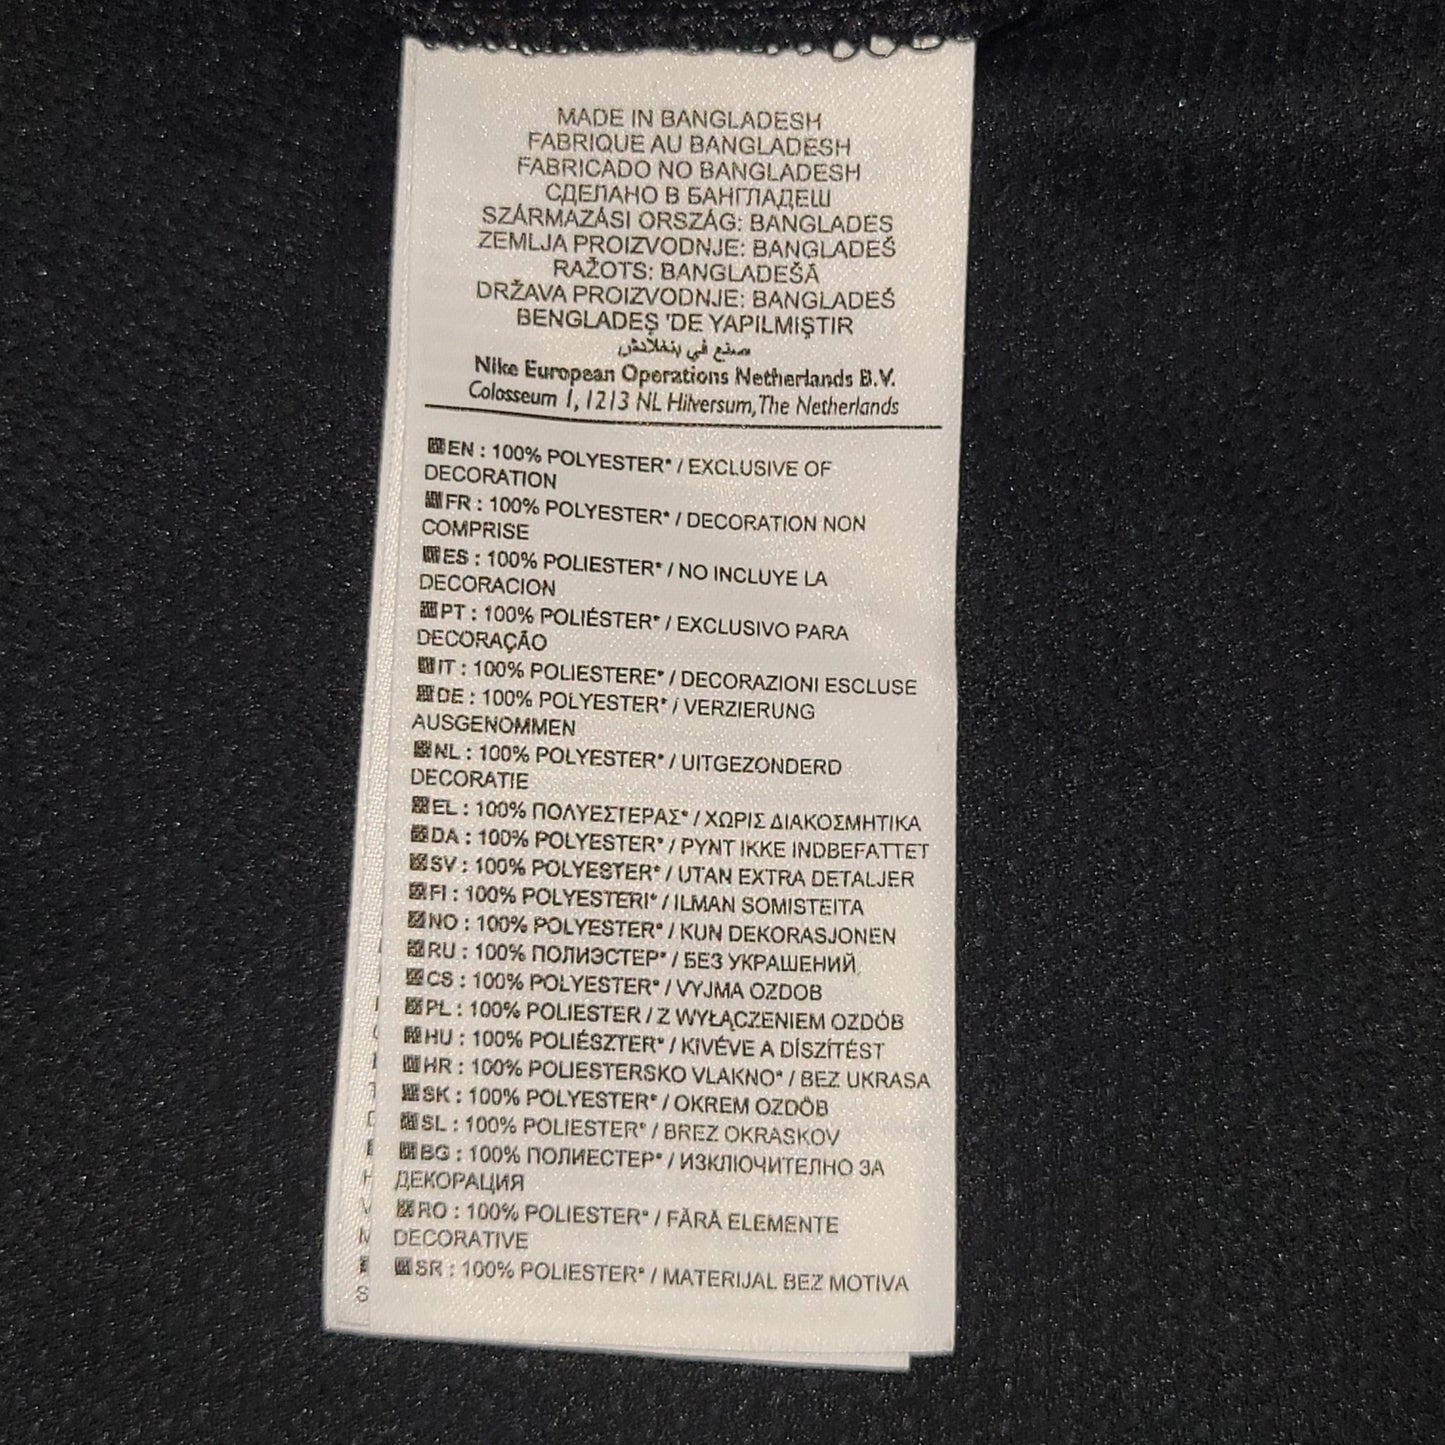 MADE IN BANGLADESH
FABRIQUE AU BANGLADESH
FABRICADO NO BANGLADESH
СДЕЛАНО В БАНГЛАДЕШ
SZÁRMAZÁSI ORSZÁG: BANGLADES
ZEMLJA PROIZVODNJE: BANGLADEŠ
RAŽOTS: BANGLADEŠĀ
DRŽAVA PROIZVODNJE: BANGLADEŠ
BENGLADEŞ 'DE YAPILMIŞTIR
صنع في بنغلادش
Nike European Operations Netherlands B.V.
Colosseum 1, 1213 NL Hilversum, The Netherlands
EN : 100% POLYESTER* / EXCLUSIVE OF
DECORATION
FR : 100% POLYESTER* / DECORATION NON
COMPRISE
ES : 100% POLIESTER* / NO INCLUYE LA
DECORACION
PT : 100% POLIÉSTER* / EXCLUSIVO PARA
DECORAÇÃO
IT : 100% POLIESTERE* / DECORAZIONI ESCLUSE
DE : 100% POLYESTER* / VERZIERUNG
AUSGENOMMEN
NL : 100% POLYESTER* / UITGEZONDERD
DECORATIE
EL : 100% ΠΟΛΥΕΣΤΕΡΑΣ* / ΧΩΡΙΣ ΔΙΑΚΟΣΜΗΤΙΚΑ
DA : 100% POLYESTER* / PYNT IKKE INDBEFATTET
SV : 100% POLYESTER* / UTAN EXTRA DETALJER
FI : 100% POLYESTERI* / ILMAN SOMISTEITA
NO : 100% POLYESTER* / KUN DEKORASJONEN
RU : 100% ПОЛИЭСТЕР* / БЕЗ УКРАШЕНИЙ
CS : 100% POLYESTER* / VYJMA OZDOB
PL : 100% POLIESTER / Z WYŁĄCZENIEM OZDÓB
HU : 100% POLIÉSZTER* / KIVÉVE A DÍSZÍTÉST
HR : 100% POLIESTERSKO VLAKNO* / BEZ UKRASA
SK : 100% POLYESTER* / OKREM OZDÔB
SL : 100% POLIESTER* / BREZ OKRASKOV
BG : 100% ПОЛИЕСТЕР* / ИЗКЛЮЧИТЕЛНО ЗА
ДЕКОРАЦИЯ
RO : 100% POLIESTER* / FĂRĂ ELEMENTE
DECORATIVE
SR : 100% POLIESTER* / MATERIJAL BEZ MOTIVA